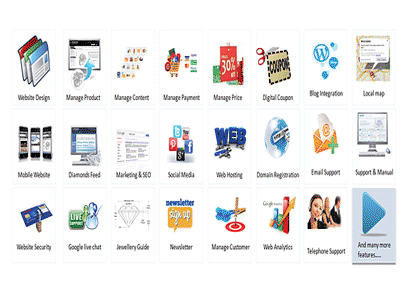 Website Design
Manage Product
Manage Content
Manage Payment
Manage Price
Digital Coupon
Blog Integration
Local map
30%
COUPON
Mobile Website
Diamonds Feed
Marketing & SEO
Social Media
Web Hosting
Domain Registration
Email Support
Support & Manual
WEB
Website Security
Google live chat
Jewellery Guide
Newsletter
Manage Customer
Web Analytics
Telephone Support
And many more
features.....
LIVE
SUPPORT
newsletter
sign up